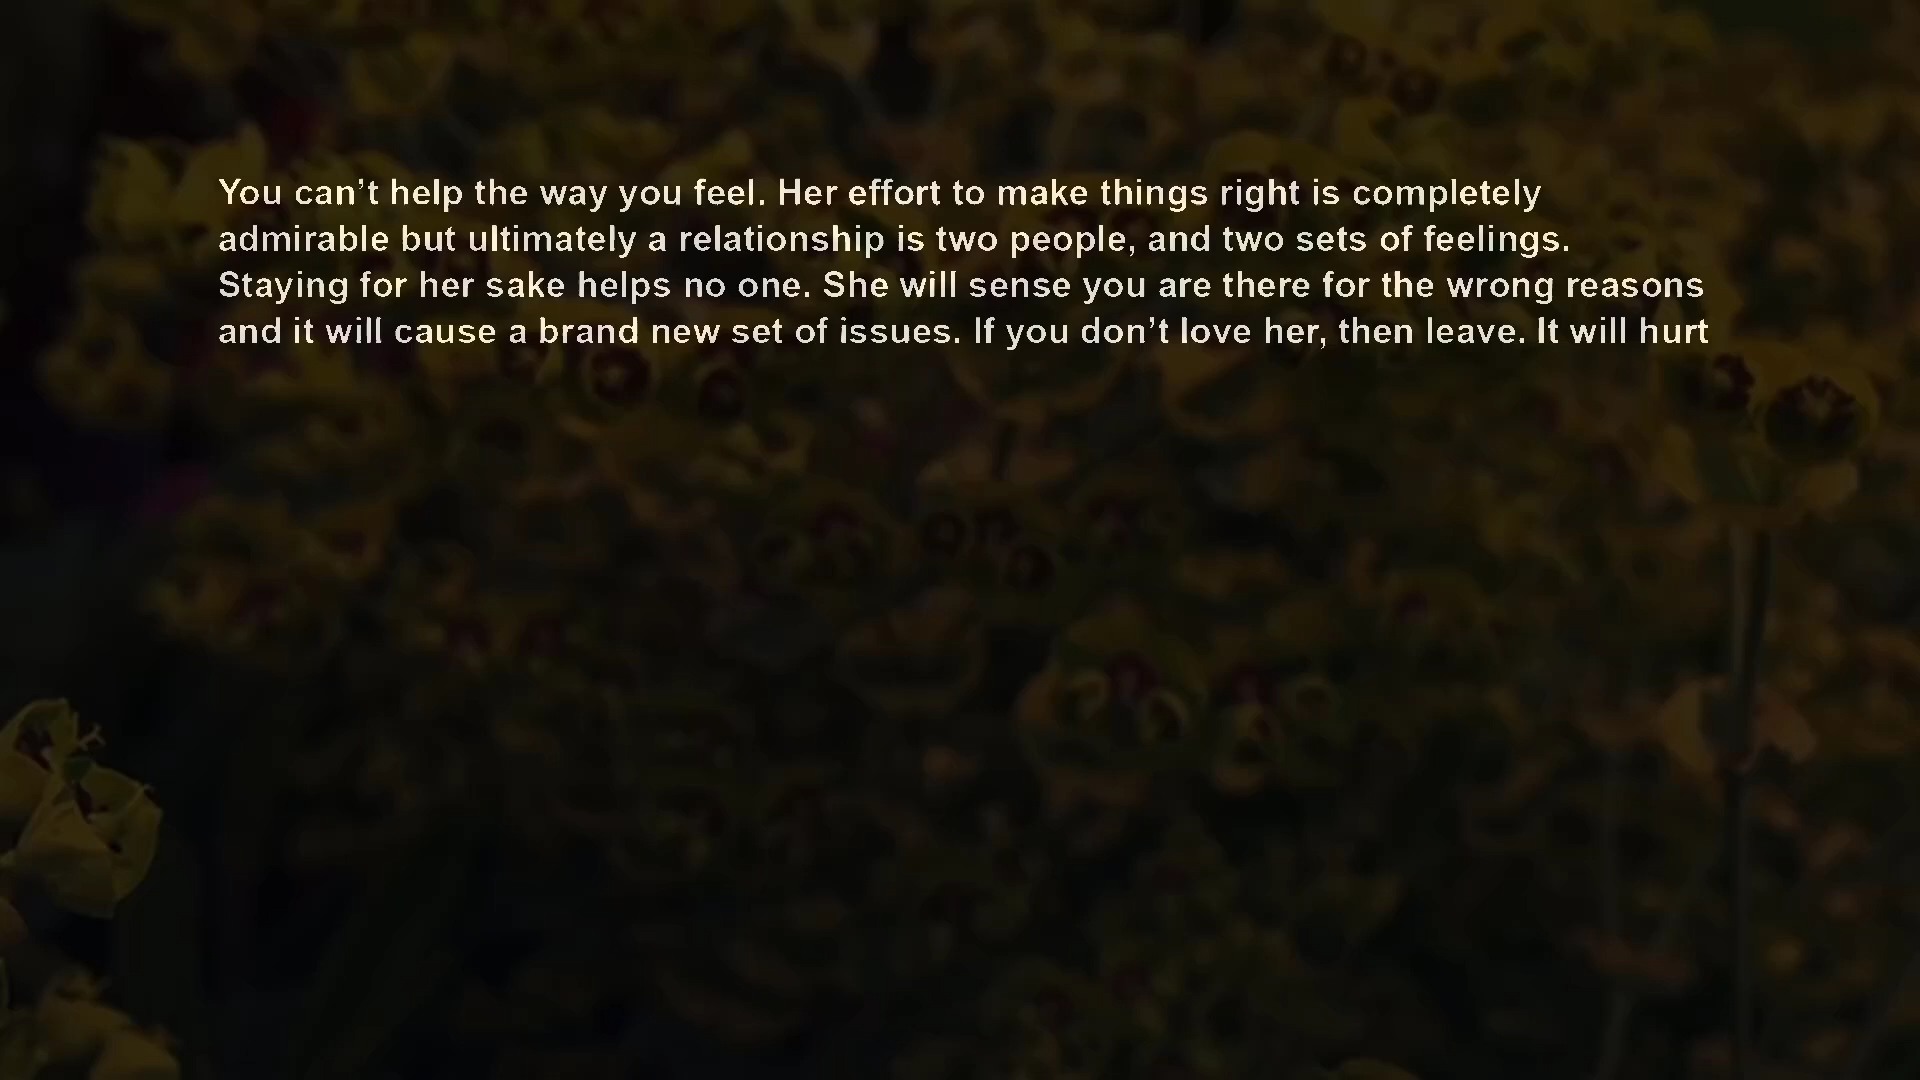 You can’t help the way you feel. Her effort to make things right is completely
admirable but ultimately a relationship is two people, and two sets of feelings.
Staying for her sake helps no one. She will sense you are there for the wrong reasons
and it will cause a brand new set of issues. If you don’t love her, then leave. It will hurt